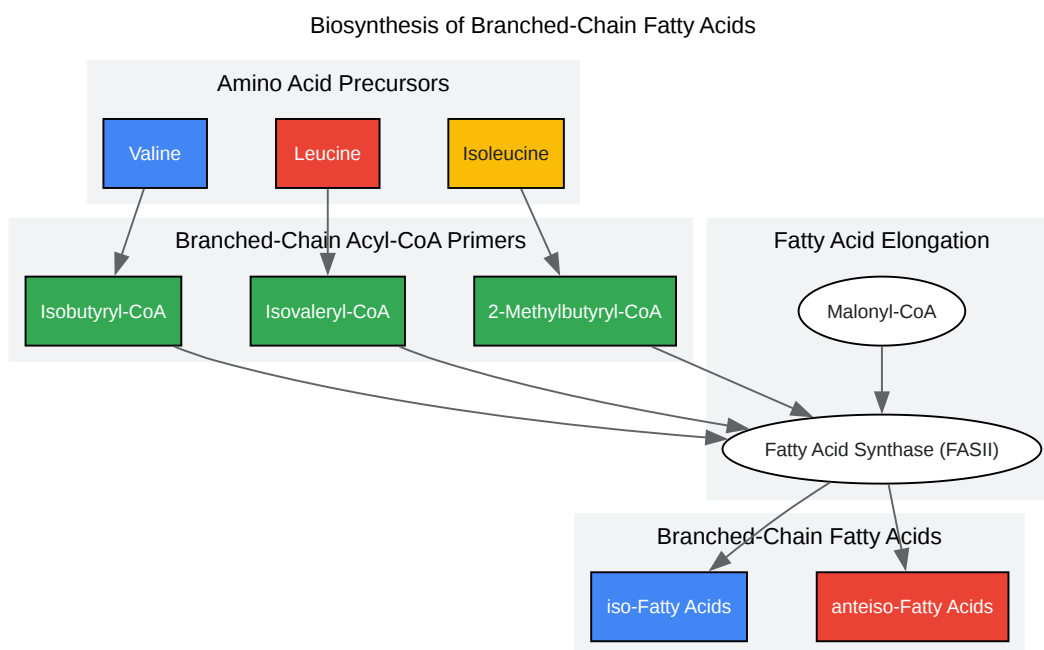 Biosynthesis of Branched-Chain Fatty Acids
Amino Acid Precursors
Valine
Leucine
Isoleucine
Branched-Chain Acyl-CoA Primers
Fatty Acid Elongation
Isobutyryl-CoA
Isovaleryl-CoA
2-Methylbutyryl-CoA
Malonyl-CoA
Fatty Acid Synthase (FASII)
Branched-Chain Fatty Acids
iso-Fatty Acids
anteiso-Fatty Acids